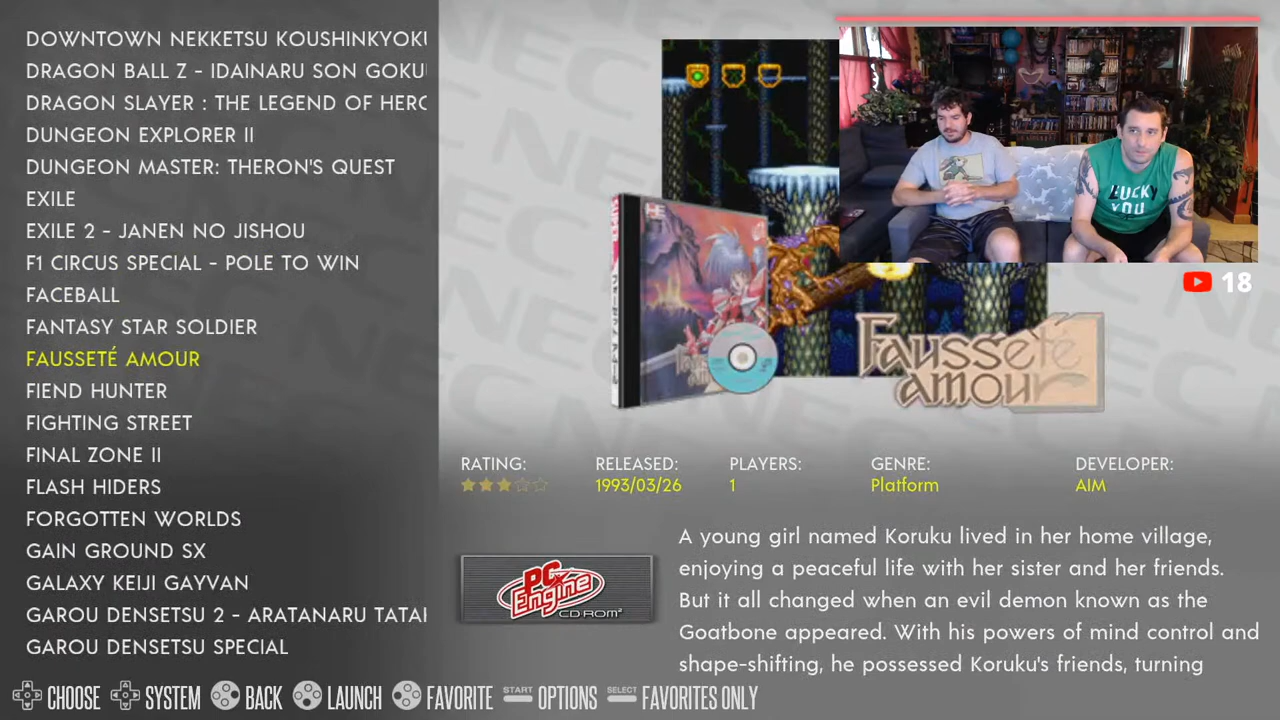 DOWNTOWN NEKKETSU KOUSHINKYOKU
DRAGON BALL Z - IDAINARU SON GOKU
DRAGON SLAYER : THE LEGEND OF HERO
DUNGEON EXPLORER II
DUNGEON MASTER: THERON'S QUEST
EXILE
EXILE 2 - JANEN NO JISHOU
F1 CIRCUS SPECIAL - POLE TO WIN
FACEBALL
FANTASY STAR SOLDIER
FAUSSETÉ AMOUR
FIEND HUNTER
FIGHTING STREET
FINAL ZONE II
FLASH HIDERS
FORGOTTEN WORLDS
GAIN GROUND SX
GALAXY KEIJI GAYVAN
GAROU DENSETSU 2 - ARATANARU TATAK
GAROU DENSETSU SPECIAL
NEC
LUCKY
YOU
18
Fausseté
amour
RATING:
RELEASED:
1993/03/26
PLAYERS:
1
GENRE:
Platform
DEVELOPER:
AIM
PC
Engine
CD-ROM²
A young girl named Koruku lived in her home village,
enjoying a peaceful life with her sister and her friends.
But it all changed when an evil demon known as the
Goatbone appeared. With his powers of mind control and
shape-shifting, he possessed Koruku's friends, turning
CHOOSE SYSTEM BACK LAUNCH FAVORITE START OPTIONS SELECT FAVORITES ONLY